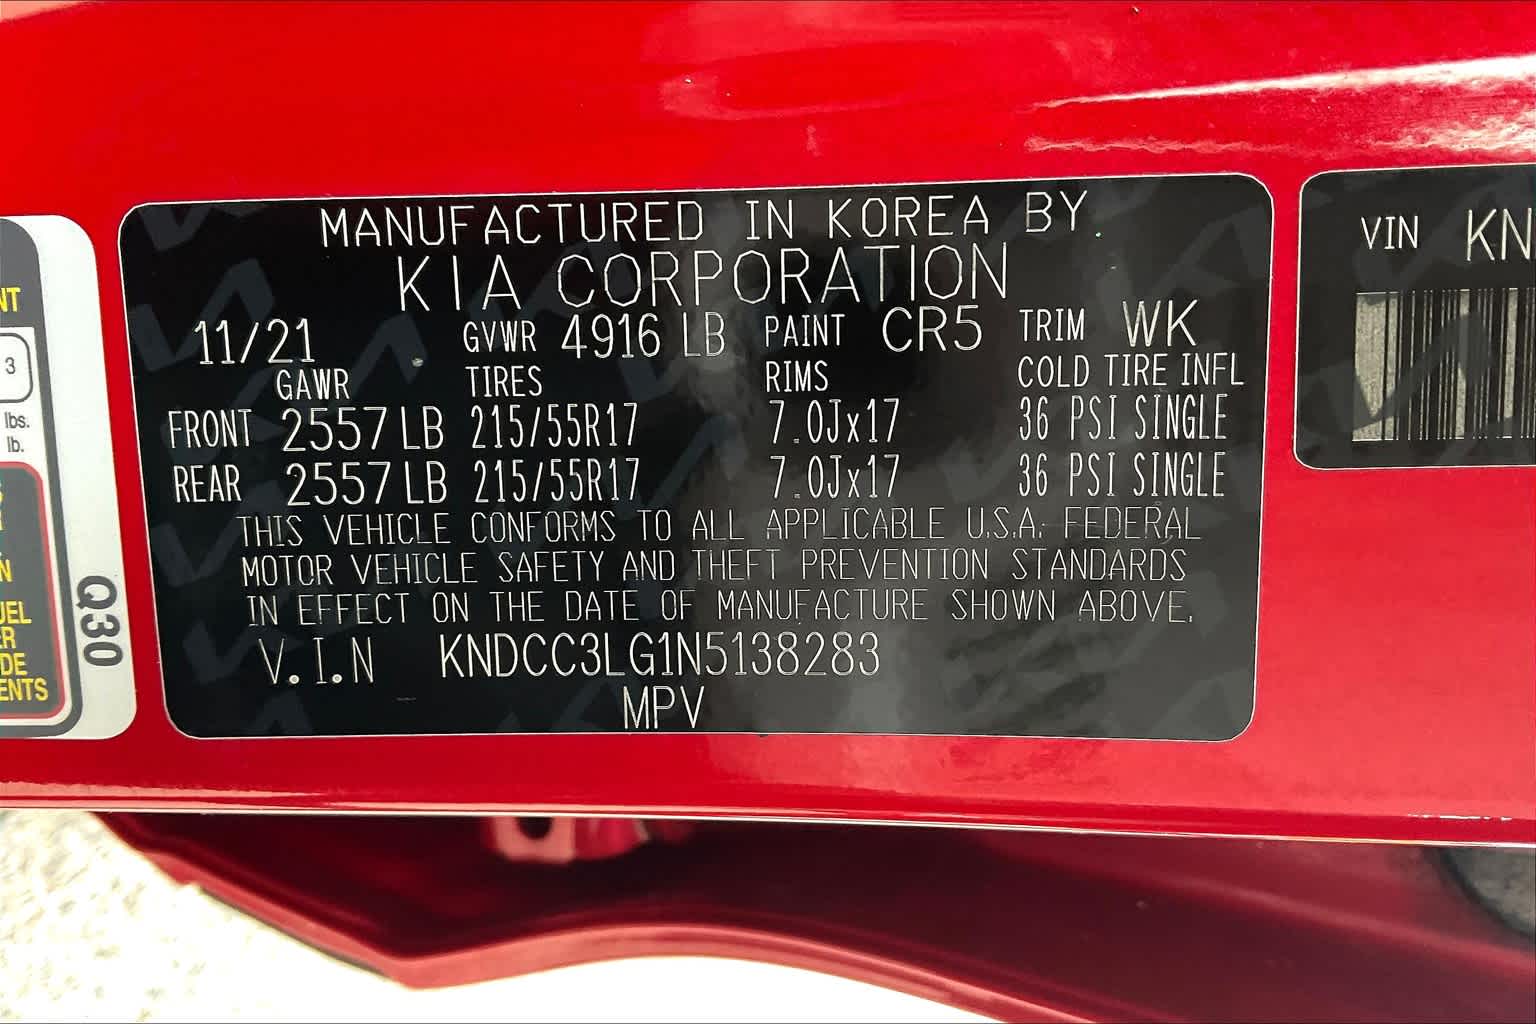 MANUFACTURED IN KOREA BY
KIA CORPORATION
11/21 GVWR 4916 LB PAINT CR5 TRIM WK
GAWR TIRES RIMS COLD TIRE INFL
FRONT 2557 LB 215/55R17 7.0Jx17 36 PSI SINGLE
REAR 2557 LB 215/55R17 7.0Jx17 36 PSI SINGLE
THIS VEHICLE CONFORMS TO ALL APPLICABLE U.S.A. FEDERAL
MOTOR VEHICLE SAFETY AND THEFT PREVENTION STANDARDS
IN EFFECT ON THE DATE OF MANUFACTURE SHOWN ABOVE.
V.I.N KNDCC3LG1N5138283
MPV
VIN KN
3
lbs.
lb.
Q30